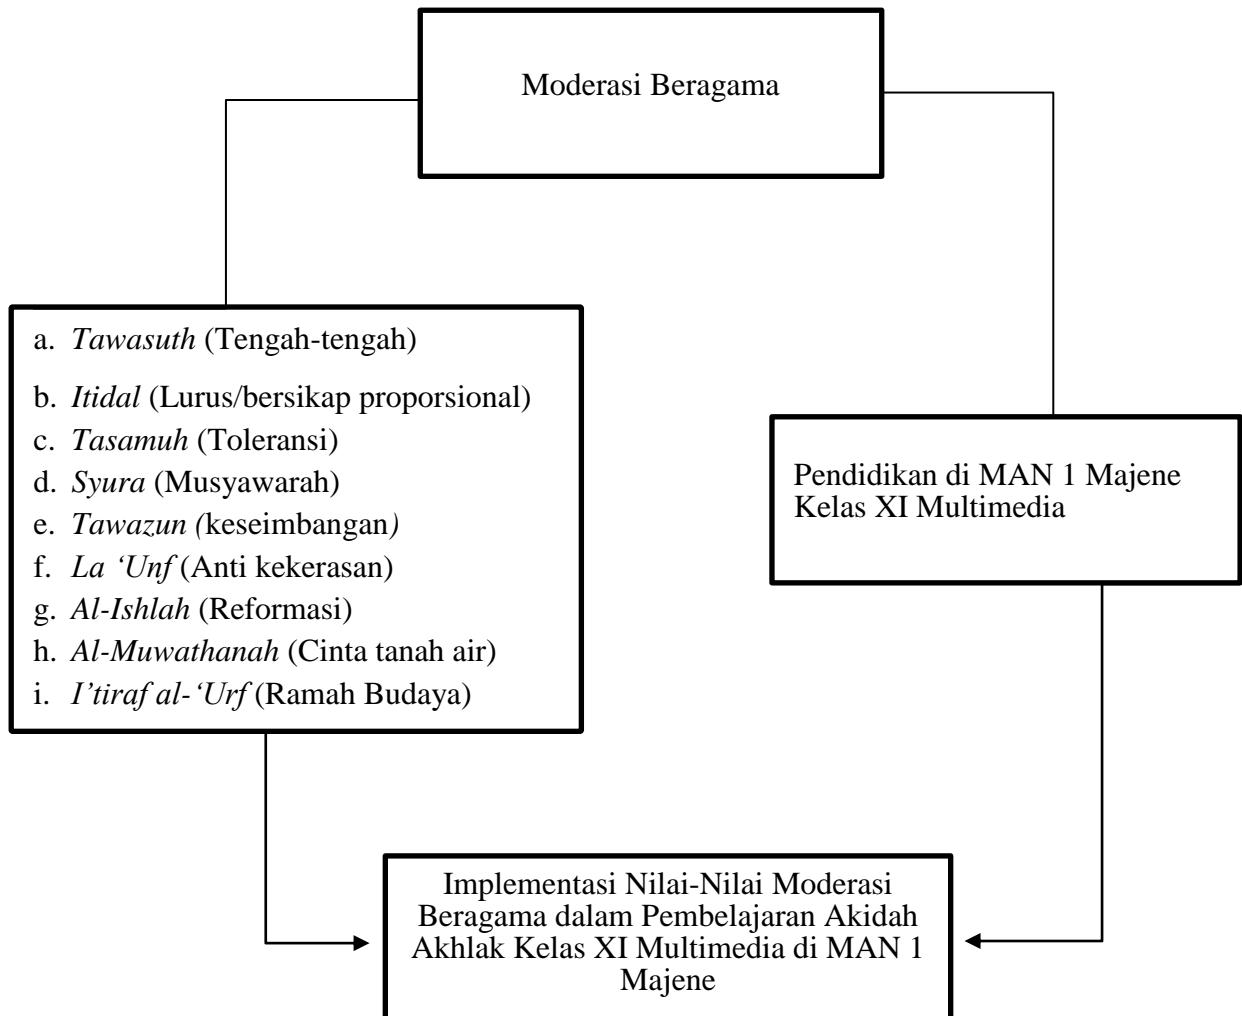 Moderasi Beragama
a. Tawasuth (Tengah-tengah)
b. Itidal (Lurus/bersikap proporsional)
c. Tasamuh (Toleransi)
d. Syura (Musyawarah)
e. Tawazun (keseimbangan)
f. La ‘Unf (Anti kekerasan)
g. Al-Ishlah (Reformasi)
h. Al-Muwathanah (Cinta tanah air)
i. I’tiraf al-‘Urf (Ramah Budaya)
Pendidikan di MAN 1 Majene
Kelas XI Multimedia
Implementasi Nilai-Nilai Moderasi
Beragama dalam Pembelajaran Akidah
Akhlak Kelas XI Multimedia di MAN 1
Majene